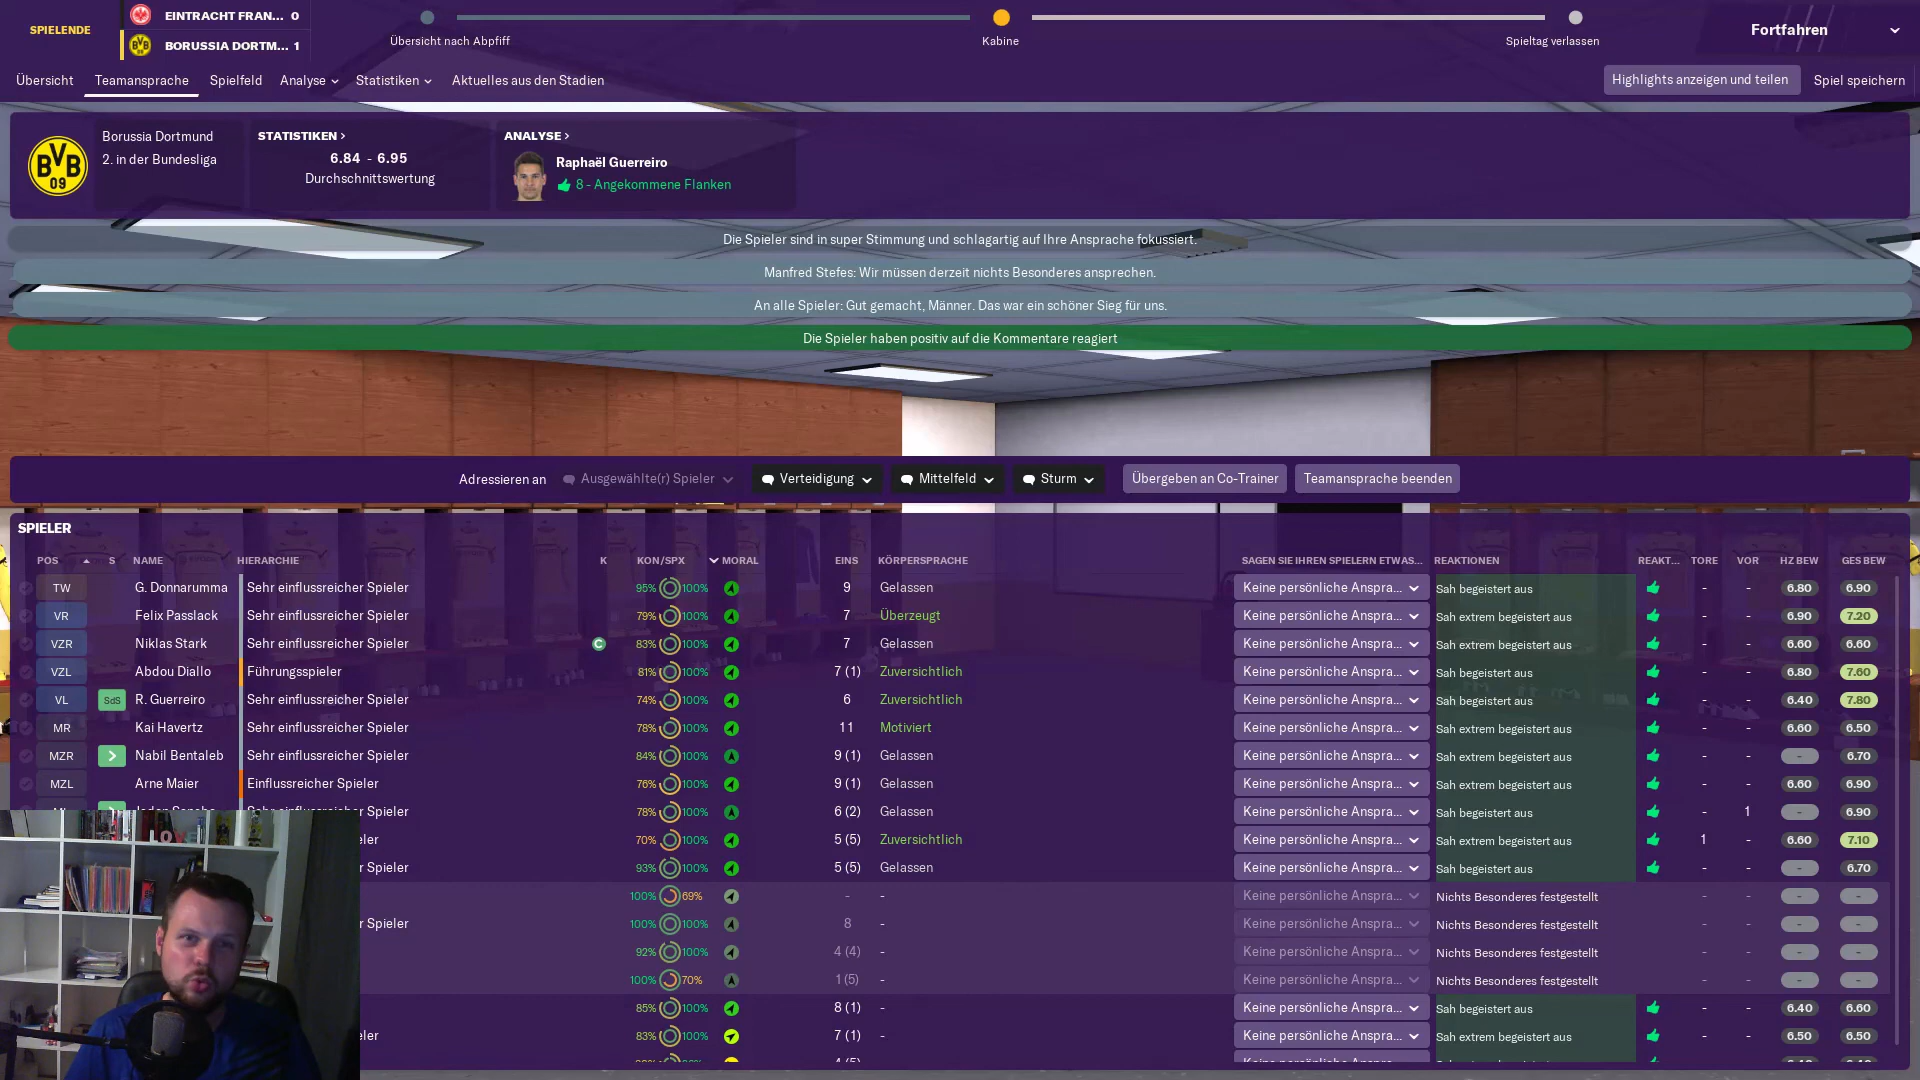 SPIELENDE
EINTRACHT FRAN... 0
BORUSSIA DORTM... 1
Übersicht nach Abpfiff
Kabine
Spieltag verlassen
Fortfahren
Übersicht Teamansprache Spielfeld Analyse Statistiken Aktuelles aus den Stadien
Highlights anzeigen und teilen
Spiel speichern
BVB 09
Borussia Dortmund
2. in der Bundesliga
STATISTIKEN
6.84 - 6.95
Durchschnittswertung
ANALYSE
Raphaël Guerreiro
8 - Angekommene Flanken
Die Spieler sind in super Stimmung und schlagartig auf Ihre Ansprache fokussiert.
Manfred Stefes: Wir müssen derzeit nichts Besonderes ansprechen.
An alle Spieler: Gut gemacht, Männer. Das war ein schöner Sieg für uns.
Die Spieler haben positiv auf die Kommentare reagiert
Adressieren an Ausgewählte(r) Spieler Verteidigung Mittelfeld Sturm Übergeben an Co-Trainer Teamansprache beenden
SPIELER
POS S NAME HIERARCHIE K KON/SPX MORAL EINS KÖRPERSPRACHE SAGEN SIE IHREN SPIELERN ETWAS... REAKTIONEN REAKT... TORE VOR HZ BEW GES BEW
TW G. Donnarumma Sehr einflussreicher Spieler 95% 100% 9 Gelassen Keine persönliche Anspra... Sah begeistert aus - - 6.80 6.90
VR Felix Passlack Sehr einflussreicher Spieler 79% 100% 7 Überzeugt Keine persönliche Anspra... Sah extrem begeistert aus - - 6.90 7.20
VZR Niklas Stark Sehr einflussreicher Spieler C 83% 100% 7 Gelassen Keine persönliche Anspra... Sah extrem begeistert aus - - 6.60 6.60
VZL Abdou Diallo Führungsspieler 81% 100% 7 (1) Zuversichtlich Keine persönliche Anspra... Sah begeistert aus - - 6.80 7.60
VL SdS R. Guerreiro Sehr einflussreicher Spieler 74% 100% 6 Zuversichtlich Keine persönliche Anspra... Sah begeistert aus - - 6.40 7.80
MR Kai Havertz Sehr einflussreicher Spieler 78% 100% 11 Motiviert Keine persönliche Anspra... Sah extrem begeistert aus - - 6.60 6.50
MZR Nabil Bentaleb Sehr einflussreicher Spieler 84% 100% 9 (1) Gelassen Keine persönliche Anspra... Sah extrem begeistert aus - - - 6.70
MZL Arne Maier Einflussreicher Spieler 76% 100% 9 (1) Gelassen Keine persönliche Anspra... Sah extrem begeistert aus - - 6.60 6.90
Spieler 78% 100% 6 (2) Gelassen Keine persönliche Anspra... Sah begeistert aus - 1 - 6.90
eler 70% 100% 5 (5) Zuversichtlich Keine persönliche Anspra... Sah extrem begeistert aus 1 - 6.60 7.10
r Spieler 93% 100% 5 (5) Gelassen Keine persönliche Anspra... Sah begeistert aus - - - 6.70
100% 69% - - Keine persönliche Anspra... Nichts Besonderes festgestellt - - - -
r Spieler 100% 100% 8 - Keine persönliche Anspra... Nichts Besonderes festgestellt - - - -
92% 100% 4 (4) - Keine persönliche Anspra... Nichts Besonderes festgestellt - - - -
100% 70% 1 (5) - Keine persönliche Anspra... Nichts Besonderes festgestellt - - - -
85% 100% 8 (1) - Keine persönliche Anspra... Sah begeistert aus - - 6.40 6.60
eler 83% 100% 7 (1) - Keine persönliche Anspra... Sah extrem begeistert aus - - 6.50 6.50